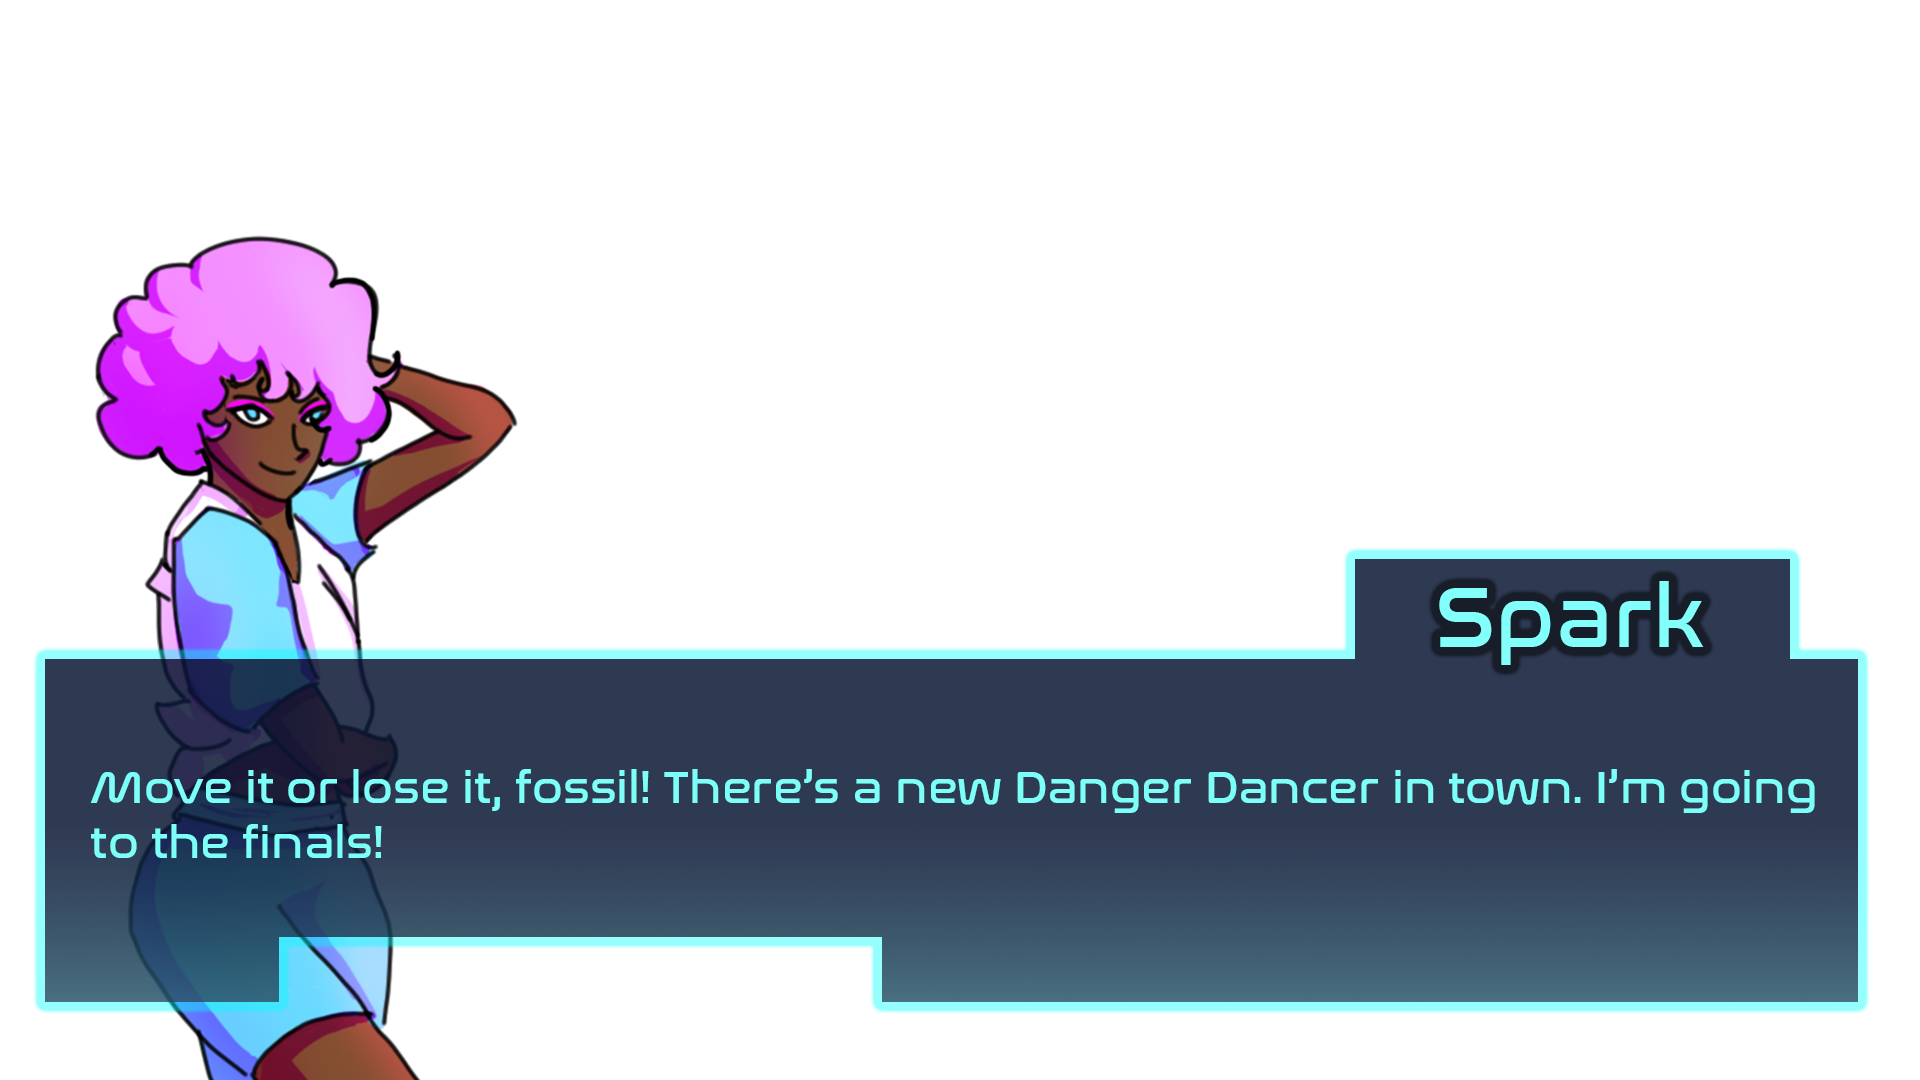 Spark
Move it or lose it, fossil! There's a new Danger Dancer in town. I'm going
to the finals!